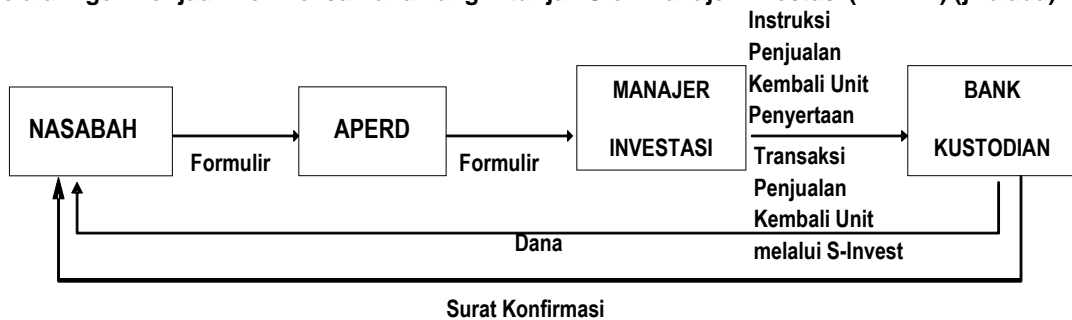 Instruksi
Penjualan
Kembali Unit
Penyertaan
NASABAH
APERD
MANAJER
INVESTASI
BANK
KUSTODIAN
Formulir
Formulir
Transaksi
Penjualan
Kembali Unit
melalui S-Invest
Dana
Surat Konfirmasi